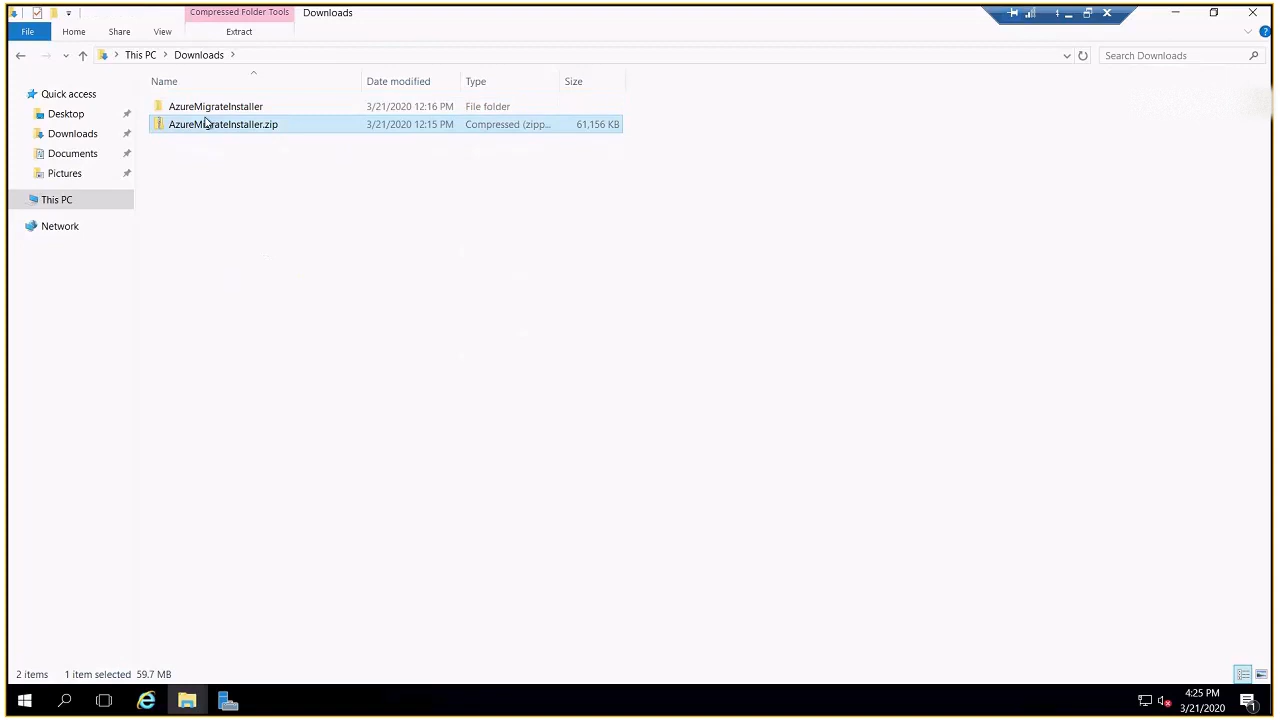 Compressed Folder Tools
Downloads
File
Home
Share
View
Extract
This PC
Downloads
Search Downloads
Name
Date modified
Type
Size
Quick access
Desktop
Downloads
Documents
Pictures
This PC
Network
AzureMigrateInstaller 3/21/2020 12:16 PM File folder
AzureMigrateInstaller.zip 3/21/2020 12:15 PM Compressed (zipp... 61,156 KB
2 items 1 item selected 59.7 MB
4:25 PM
3/21/2020
1